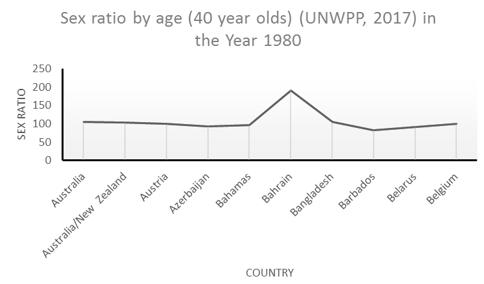 Sex ratio by age (40 year olds) (UNWPP, 2017) in
the Year 1980
SEX RATIO
250
200
150
100
50
0
Australia
Australia/New Zealand
Austria
Azerbaijan
Bahamas
Bahrain
Bangladesh
Barbados
Belarus
Belgium
COUNTRY